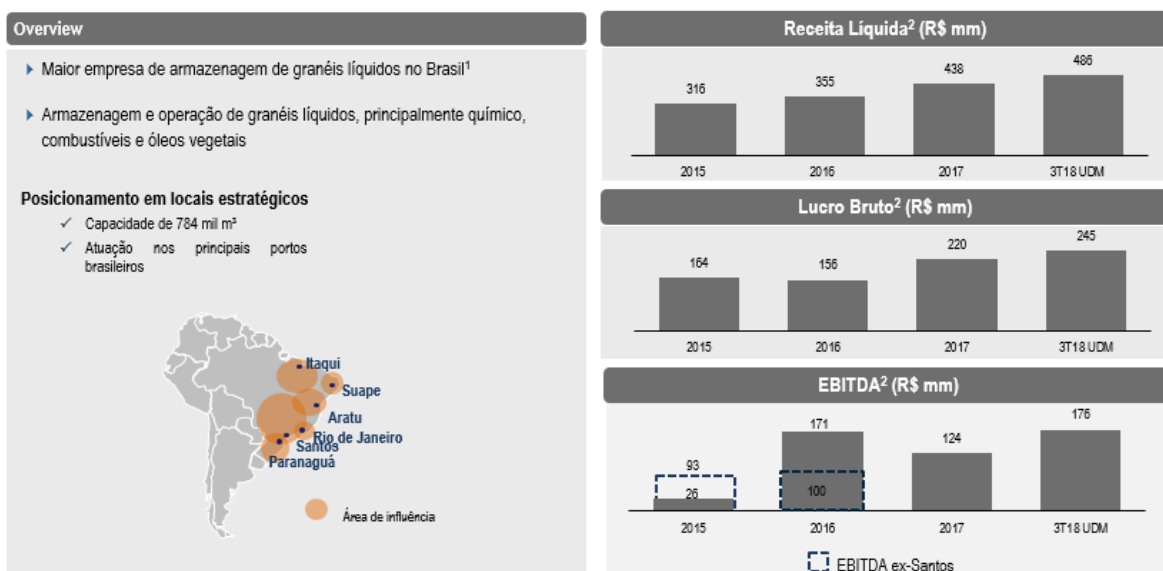 Overview
Maior empresa de armazenagem de granéis líquidos no Brasil¹
Armazenagem e operação de granéis líquidos, principalmente químico,
combustíveis e óleos vegetais
Posicionamento em locais estratégicos
✓ Capacidade de 784 mil m³
✓ Atuação nos principais portos
brasileiros
Itaqui
Suape
Aratu
Rio de Janeiro
Santos
Paranaguá
Área de influência
Receita Líquida² (R$ mm)
316 355 438 486
2015 2016 2017 3T18 UDM
Lucro Bruto² (R$ mm)
164 156 220 245
2015 2016 2017 3T18 UDM
EBITDA² (R$ mm)
93 171 124 176
26 100
2015 2016 2017 3T18 UDM
EBITDA ex-Santos